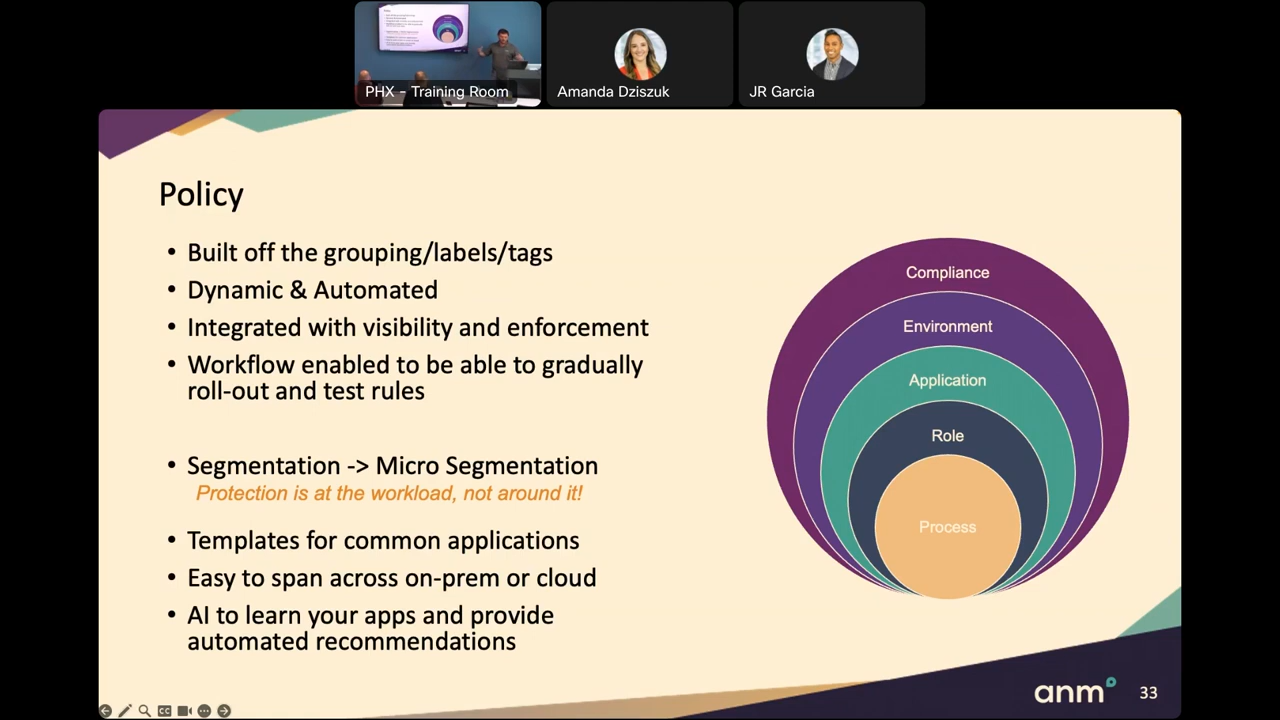 PHX - Training Room
Amanda Dziszuk
JR Garcia
Policy
• Built off the grouping/labels/tags
• Dynamic & Automated
• Integrated with visibility and enforcement
• Workflow enabled to be able to gradually
roll-out and test rules
• Segmentation -> Micro Segmentation
Protection is at the workload, not around it!
• Templates for common applications
• Easy to span across on-prem or cloud
• AI to learn your apps and provide
automated recommendations
Compliance
Environment
Application
Role
Process
anm
33